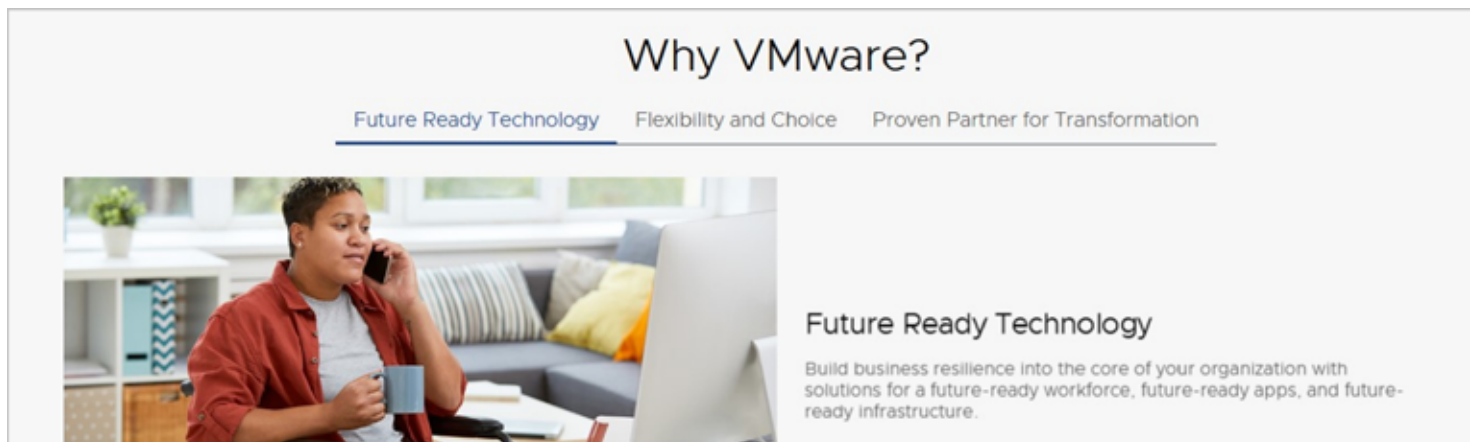 Why VMware?
Future Ready Technology Flexibility and Choice Proven Partner for Transformation
Future Ready Technology
Build business resilience into the core of your organization with
solutions for a future-ready workforce, future-ready apps, and future-
ready infrastructure.